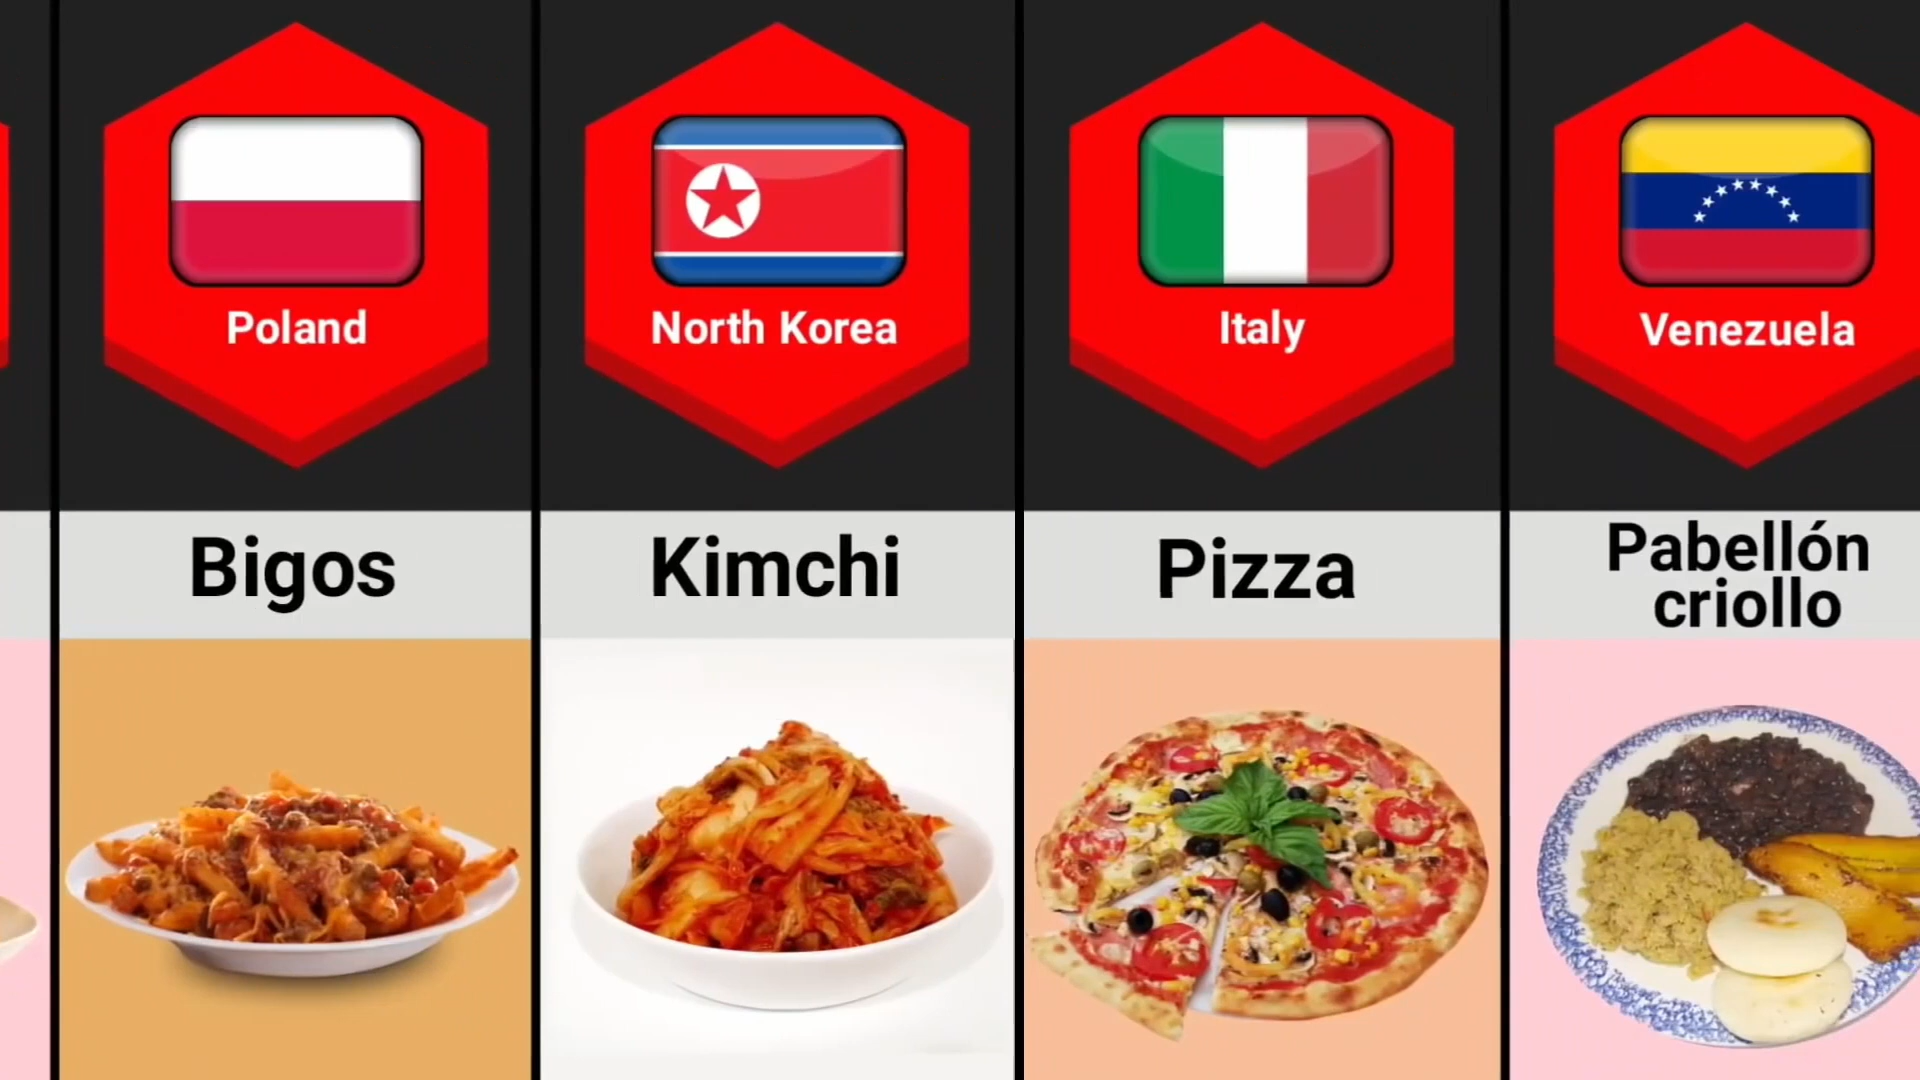 Poland
North Korea
Italy
Venezuela
Bigos
Kimchi
Pizza
Pabellón
criollo